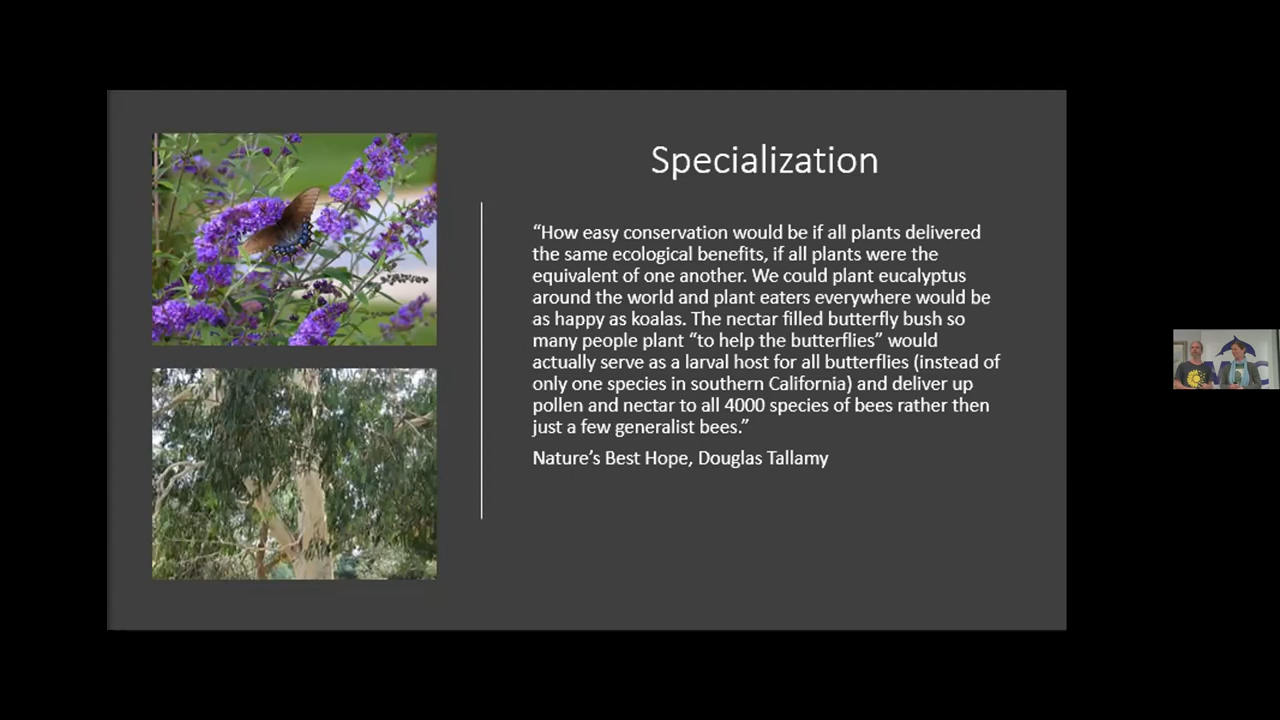 Specialization
“How easy conservation would be if all plants delivered
the same ecological benefits, if all plants were the
equivalent of one another. We could plant eucalyptus
around the world and plant eaters everywhere would be
as happy as koalas. The nectar filled butterfly bush so
many people plant “to help the butterflies” would
actually serve as a larval host for all butterflies (instead of
only one species in southern California) and deliver up
pollen and nectar to all 4000 species of bees rather then
just a few generalist bees.”
Nature’s Best Hope, Douglas Tallamy